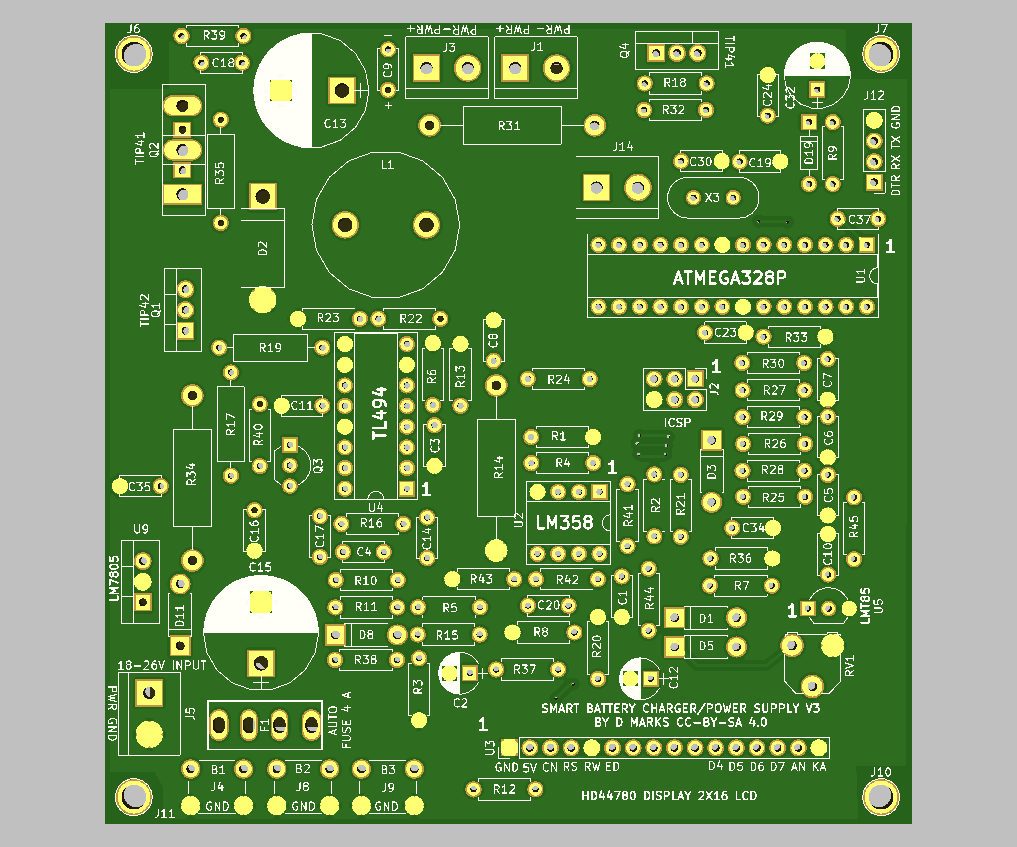 J6
R39
C18
C13
C9
+
PWR-PWR+
J3
PWR- PWR+
J1
Q4
TIP41
R18
R32
C24
C32
+
J7
J12
DTR RX TX GND
D19
R9
TIP41
Q2
R35
R31
L1
J14
C30
C19
X3
C37
D2
1
ATMEGA328P
U1
TIP42
Q1
R23
R22
C8
C23
R33
R19
R6
R13
R24
R30
C7
J2
1
R27
R17
R40
C11
TL494
C3
R29
ICSP
R1
R26
C6
R34
Q3
R14
R4
1
D3
R28
C35
1
U4
U2
LM358
R41
R2
R21
R25
C5
R45
C16
C17
R16
C14
C34
U9
C4
C10
C15
R10
R43
R42
R36
LM7805
D11
C1
R44
R7
R11
R5
C20
1
LMT85
U5
D8
R15
R8
D1
R20
D5
18-26V INPUT
R38
R3
R37
C12
+
RV1
C2
+
PWR GND
J5
F1
AUTO
FUSE 4 A
SMART BATTERY CHARGER/POWER SUPPLY V3
BY D MARKS CC-BY-SA 4.0
1
U3
GND 5V CN RS RW ED D4 D5 D6 D7 AN KA
B1
B2
B3
J4
J8
J9
J10
GND
GND
GND
R12
HD44780 DISPLAY 2X16 LCD
J11